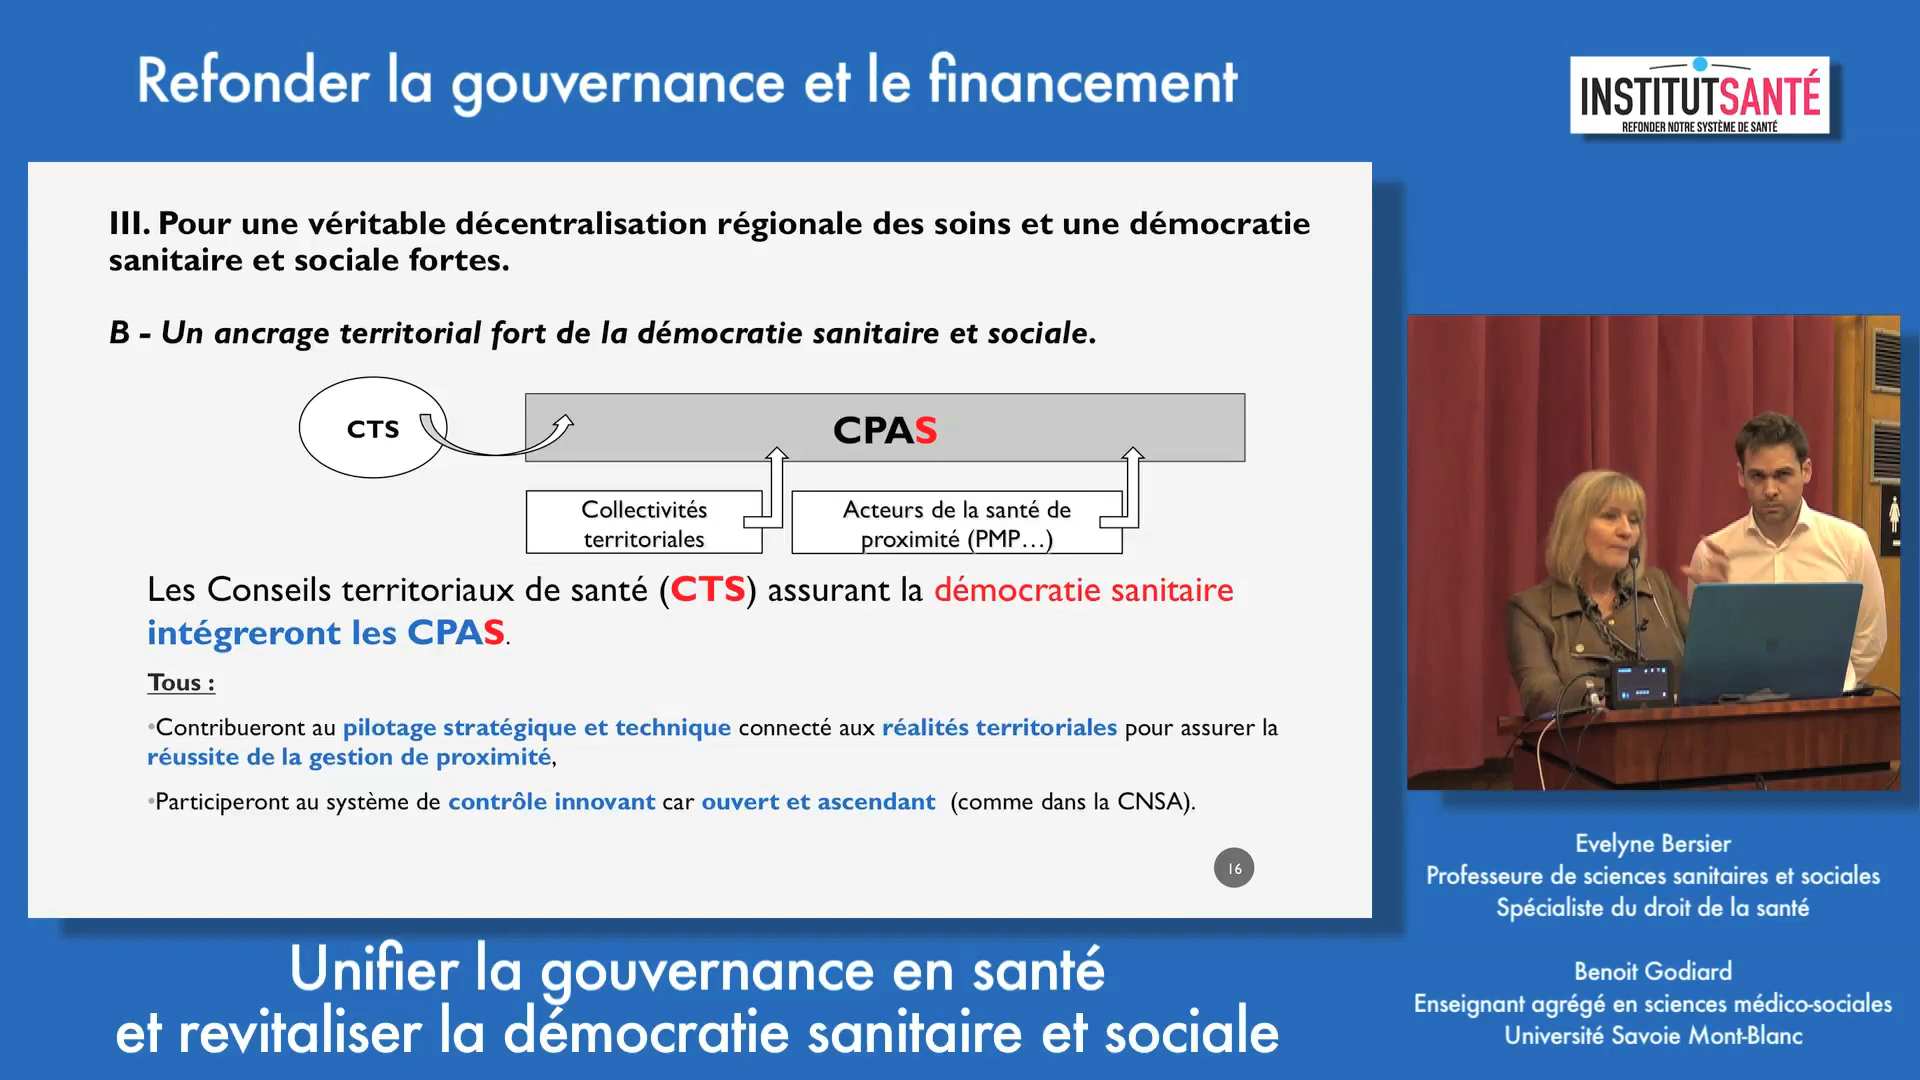 Refonder la gouvernance et le financement
INSTITUTSANTÉ
REFONDER NOTRE SYSTÈME DE SANTÉ
III. Pour une véritable décentralisation régionale des soins et une démocratie
sanitaire et sociale fortes.
B - Un ancrage territorial fort de la démocratie sanitaire et sociale.
CTS
CPAS
Collectivités
territoriales
Acteurs de la santé de
proximité (PMP…)
Les Conseils territoriaux de santé (CTS) assurant la démocratie sanitaire
intégreront les CPAS.
Tous :
•Contribueront au pilotage stratégique et technique connecté aux réalités territoriales pour assurer la
réussite de la gestion de proximité,
•Participeront au système de contrôle innovant car ouvert et ascendant (comme dans la CNSA).
16
Evelyne Bersier
Professeure de sciences sanitaires et sociales
Spécialiste du droit de la santé
Benoit Godiard
Enseignant agrégé en sciences médico-sociales
Université Savoie Mont-Blanc
Unifier la gouvernance en santé
et revitaliser la démocratie sanitaire et sociale